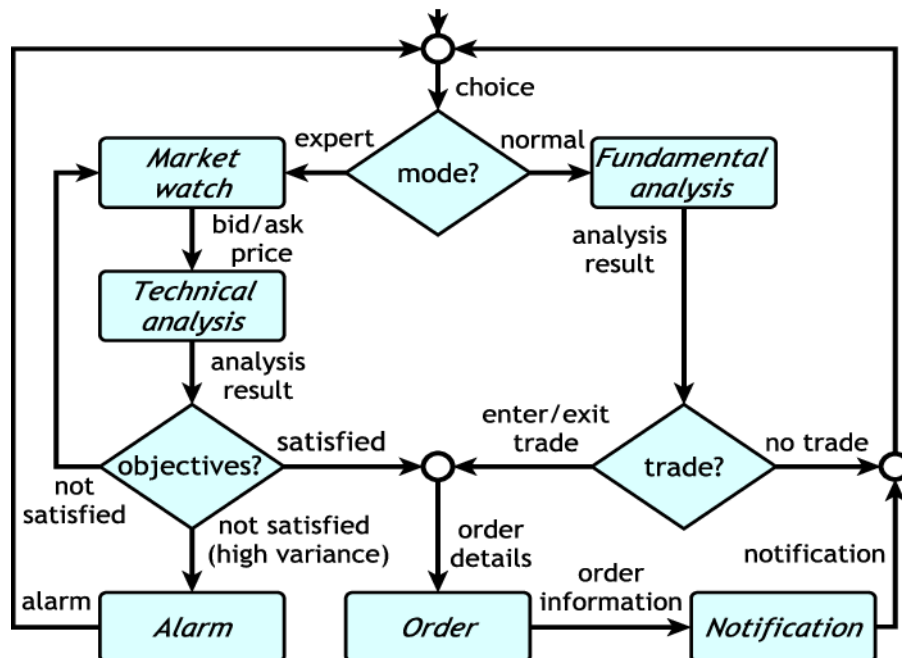 choice
expert
normal
Market
watch
mode?
Fundamental
analysis
bid/ask
price
analysis
result
Technical
analysis
analysis
result
enter/exit
trade
satisfied
no trade
objectives?
trade?
not
satisfied
not satisfied
(high variance)
order
details
notification
alarm
order
information
Alarm
Order
Notification